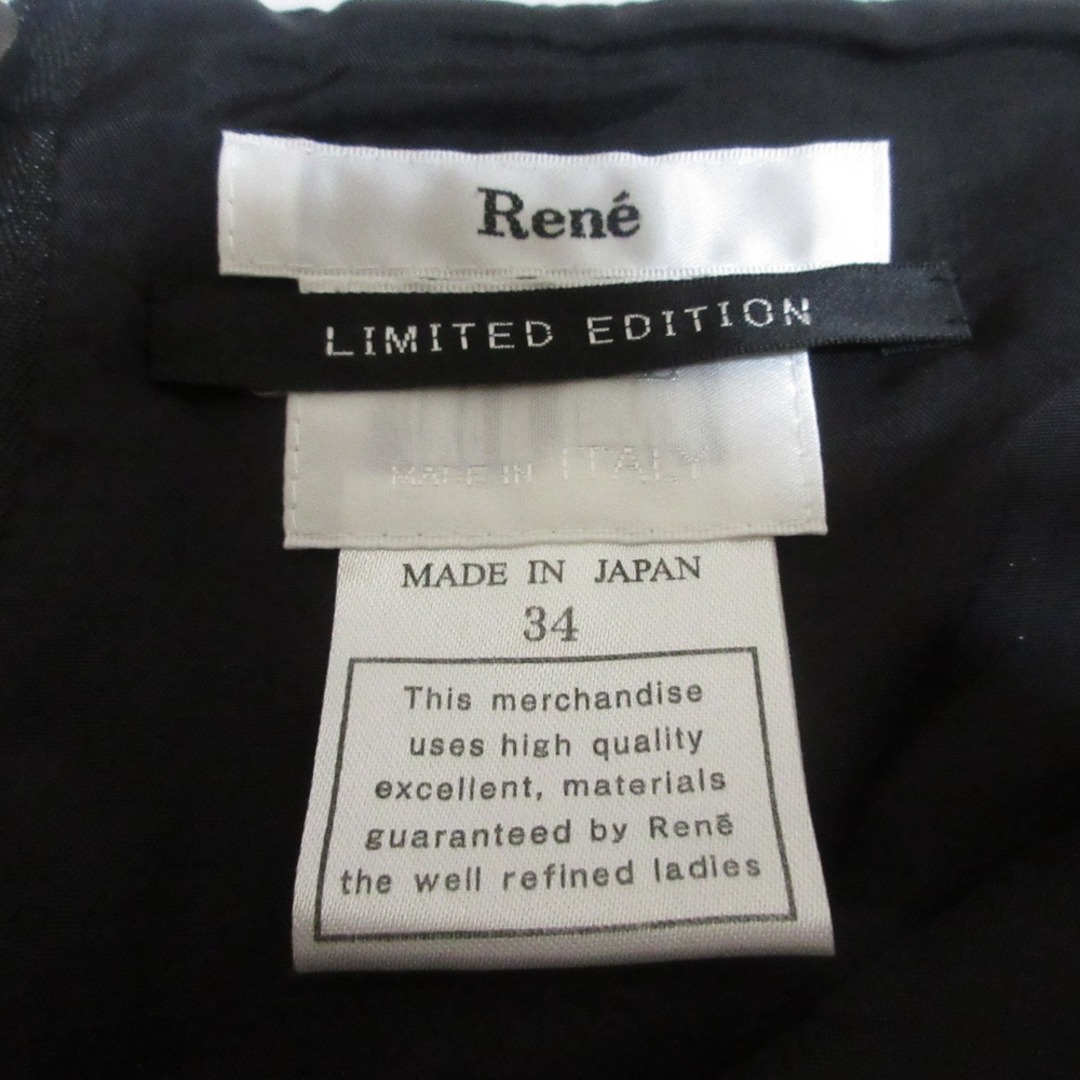 René
LIMITED EDITION
MADE IN ITALY
MADE IN JAPAN
34
This merchandise
uses high quality
excellent, materials
guaranteed by Renē
the well refined ladies